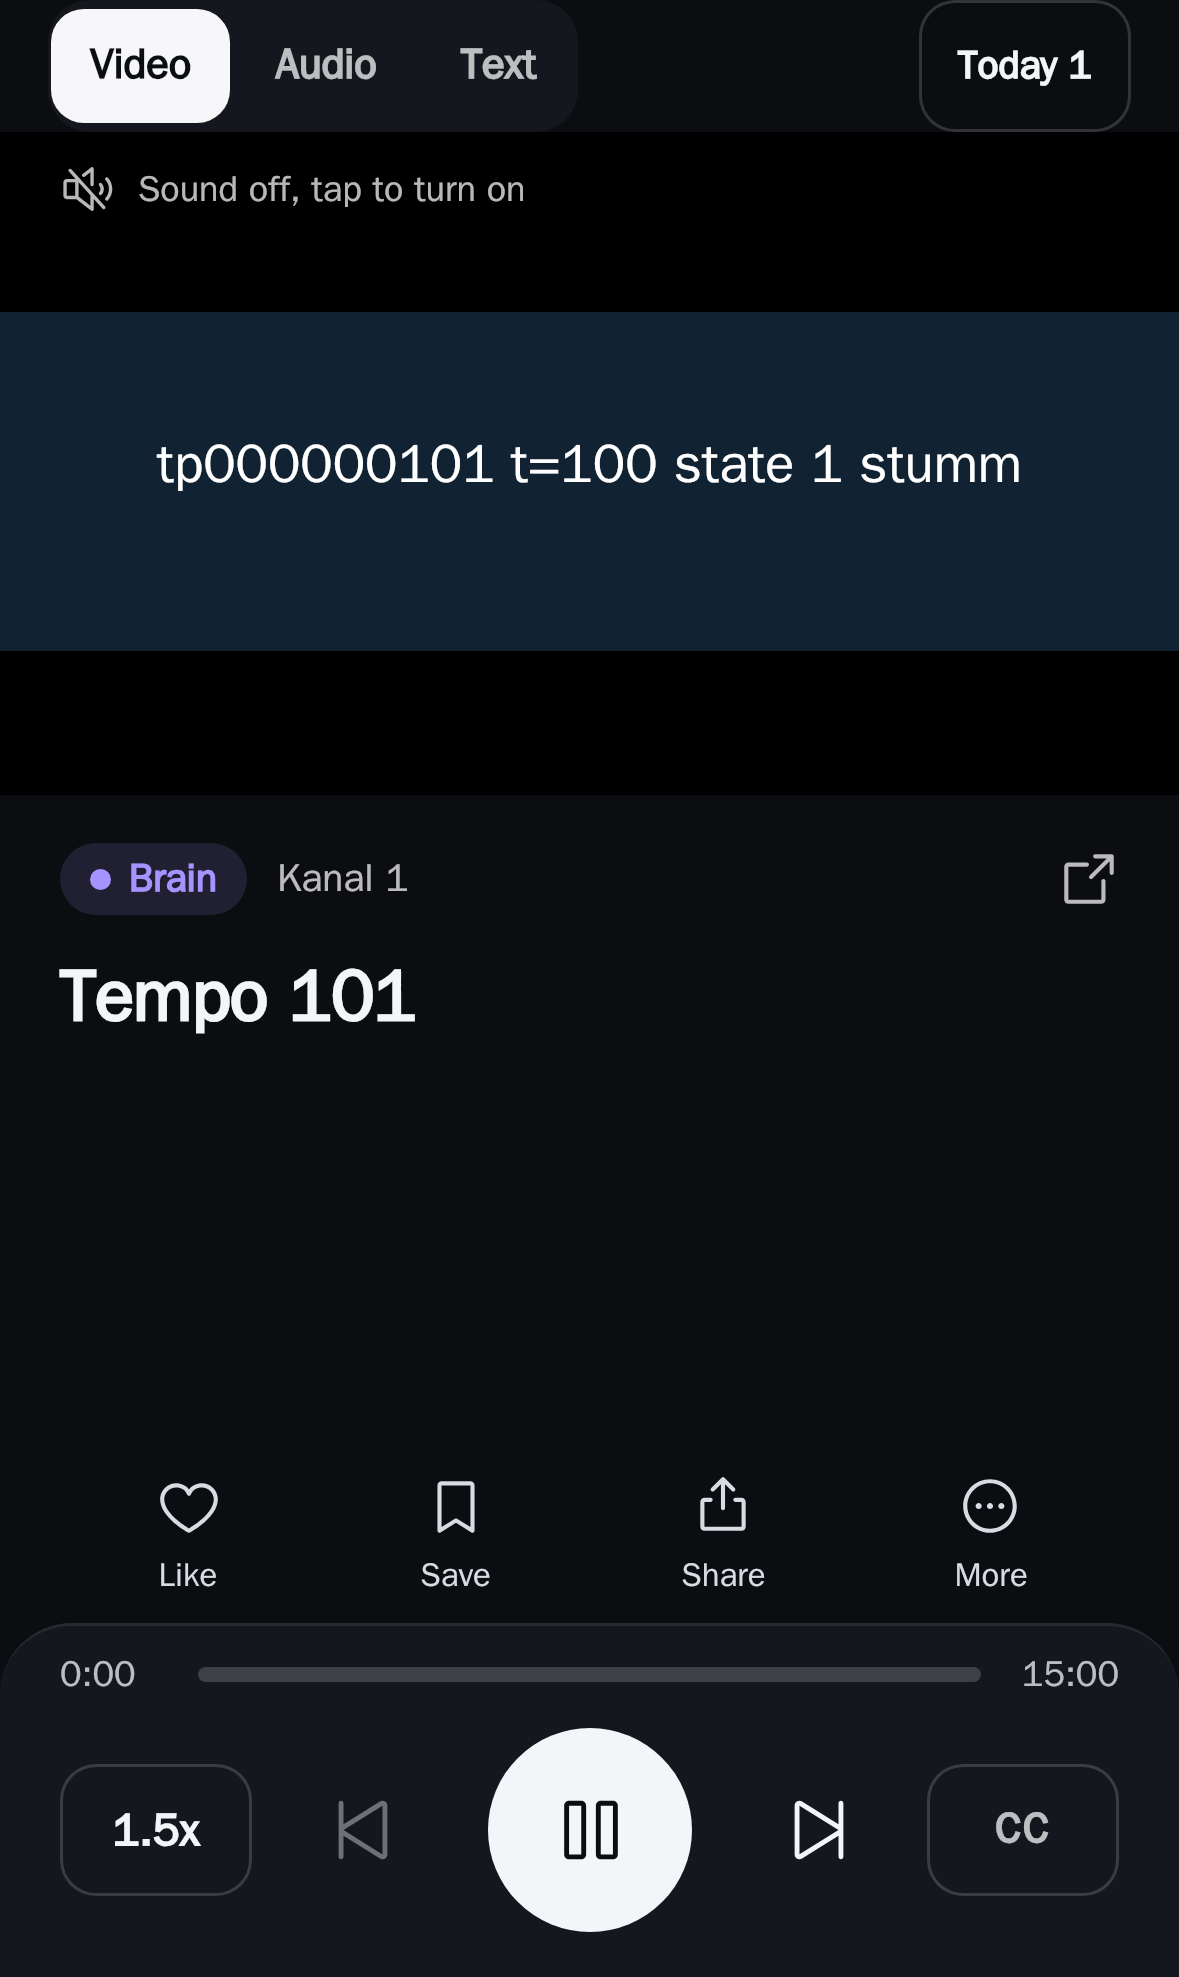 Video Audio Text Today 1
Sound off, tap to turn on
tp000000101 t=100 state 1 stumm
Brain Kanal 1
Tempo 101
Like Save Share More
0:00 15:00
1.5x CC